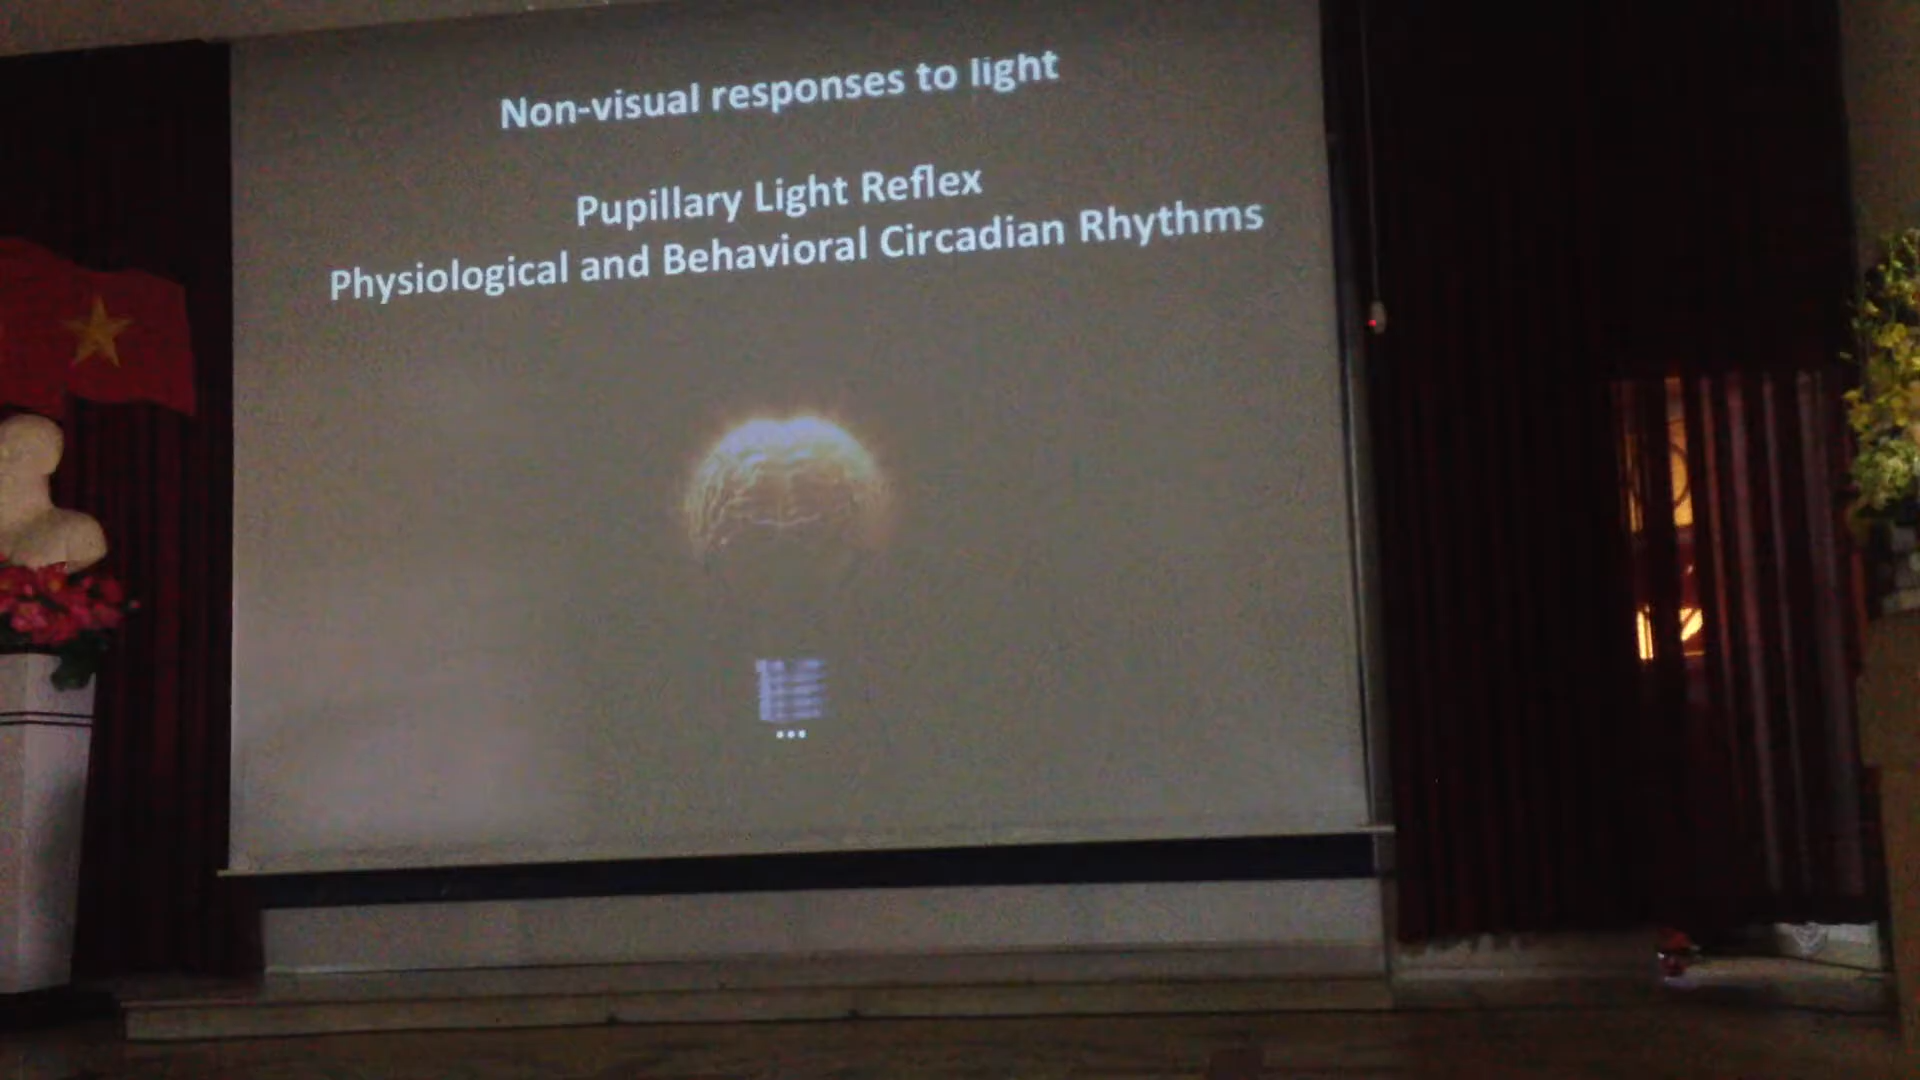 Non-visual responses to light
Pupillary Light Reflex
Physiological and Behavioral Circadian Rhythms
...